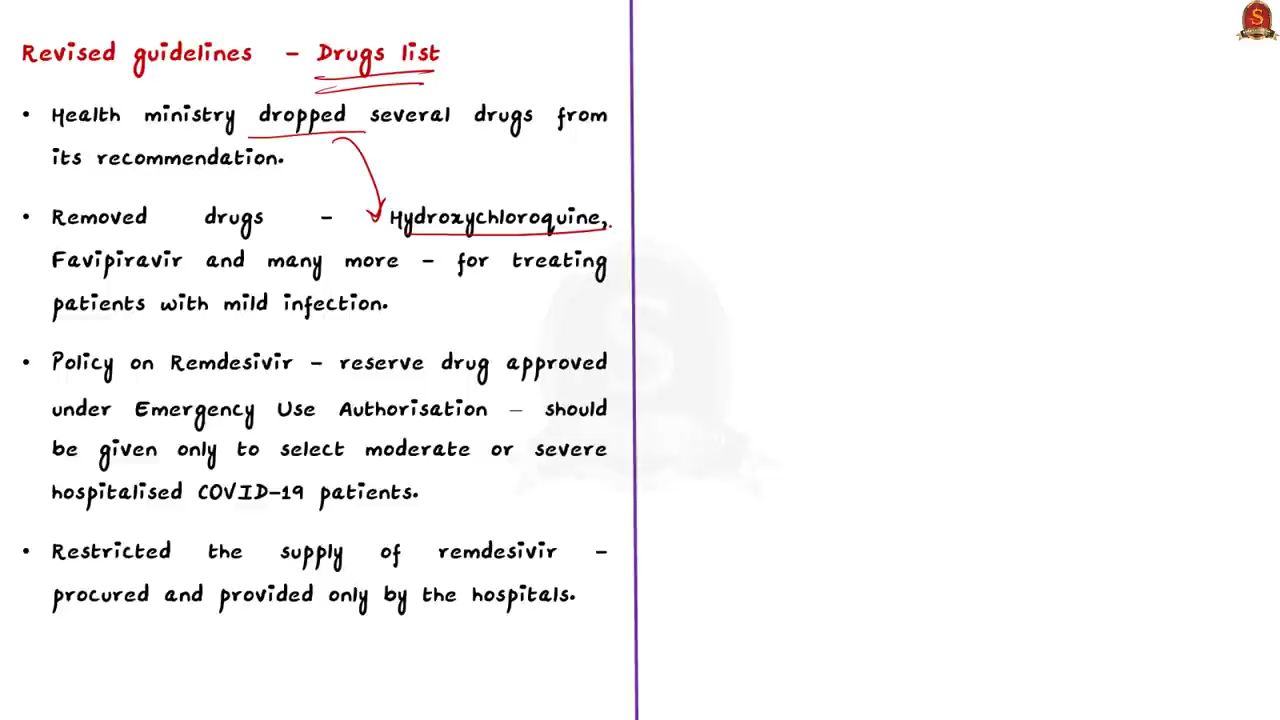 Revised guidelines - Drugs list
• Health ministry dropped several drugs from
its recommendation.
• Removed drugs - Hydroxychloroquine,
Favipiravir and many more - for treating
patients with mild infection.
• Policy on Remdesivir - reserve drug approved
under Emergency Use Authorisation – should
be given only to select moderate or severe
hospitalised COVID-19 patients.
• Restricted the supply of remdesivir -
procured and provided only by the hospitals.
S